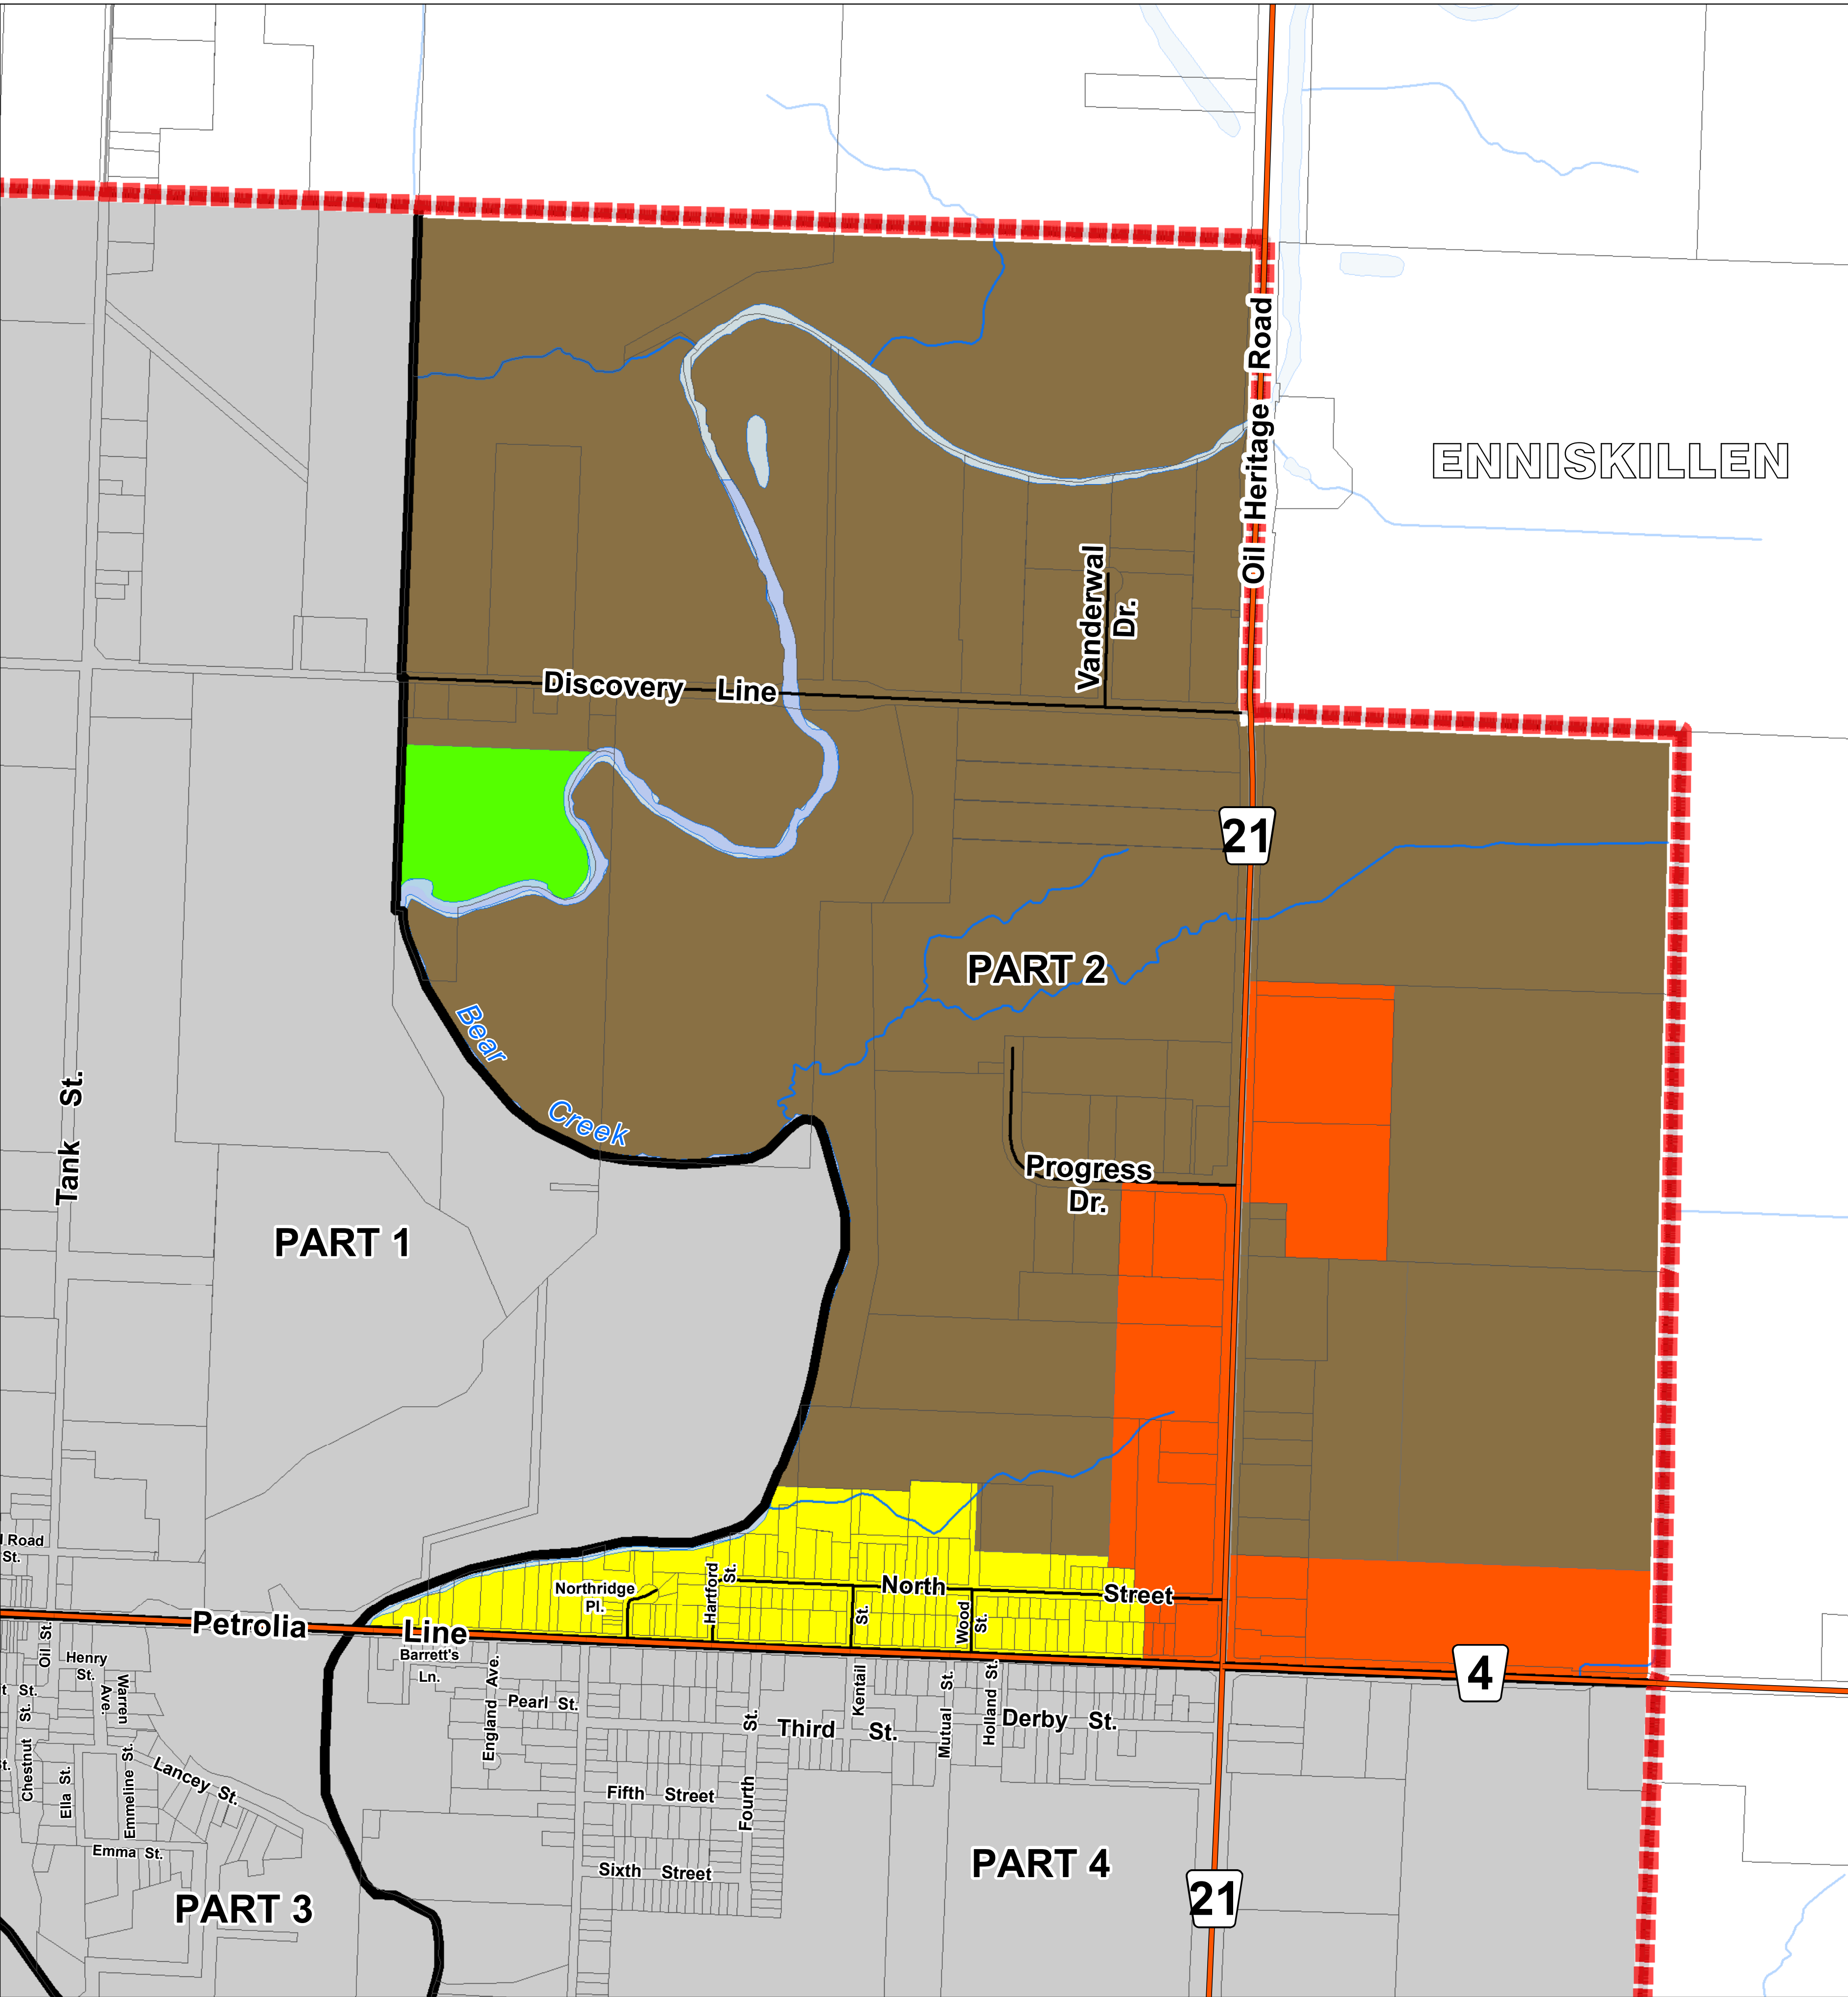 Oil Heritage Road
ENNISKILLEN
Vanderwal
Dr.
Discovery Line
21
PART 2
Bear
Creek
Tank St.
Progress
Dr.
PART 1
Road
St.
Northridge
Pl.
Hartford
St.
North Street
St.
Wood
St.
Petrolia Line
4
Oil St.
Henry
St.
Warren
Ave.
Barrett's
Ln.
England Ave.
Pearl St.
St.
Chestnut St.
Ella St.
Emmeline St.
Lancey St.
Emma St.
Kentail
Mutual St.
Holland St.
Derby St.
Third St.
Fourth St.
Fifth Street
Sixth Street
PART 4
PART 3
21